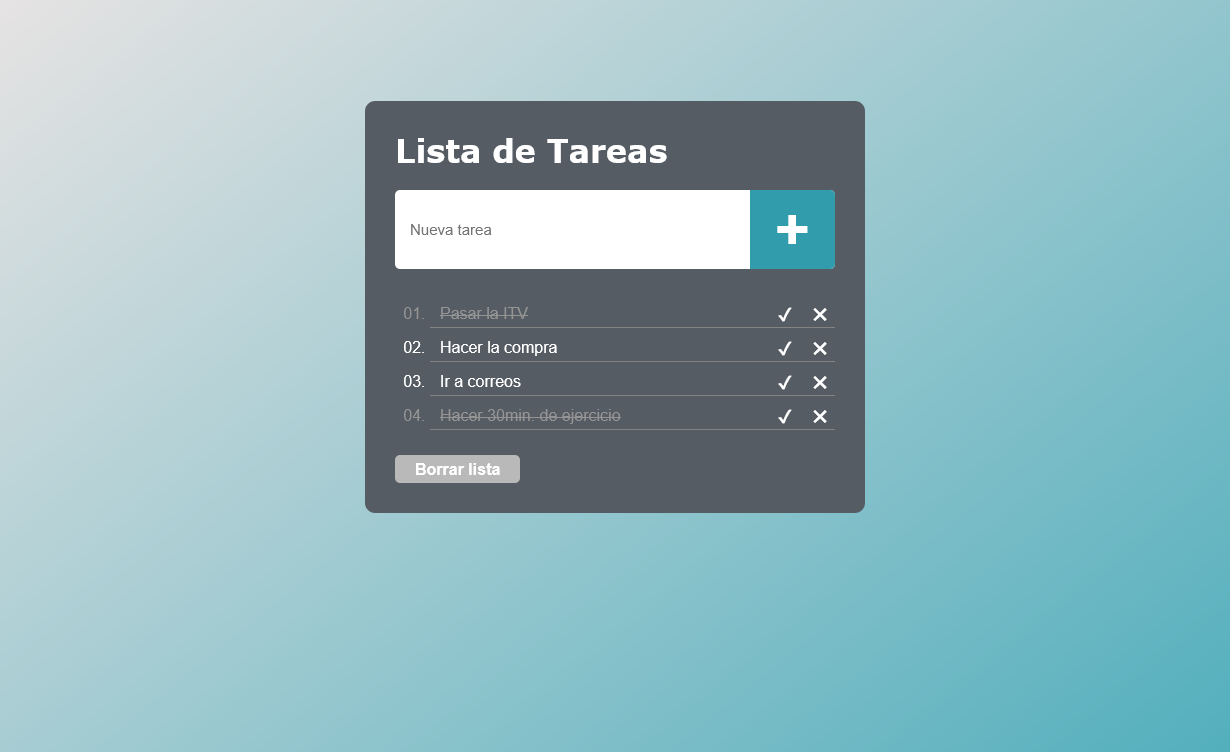 Lista de Tareas
Nueva tarea
01. Pasar la ITV
02. Hacer la compra
03. Ir a correos
04. Hacer 30min. de ejercicio
Borrar lista